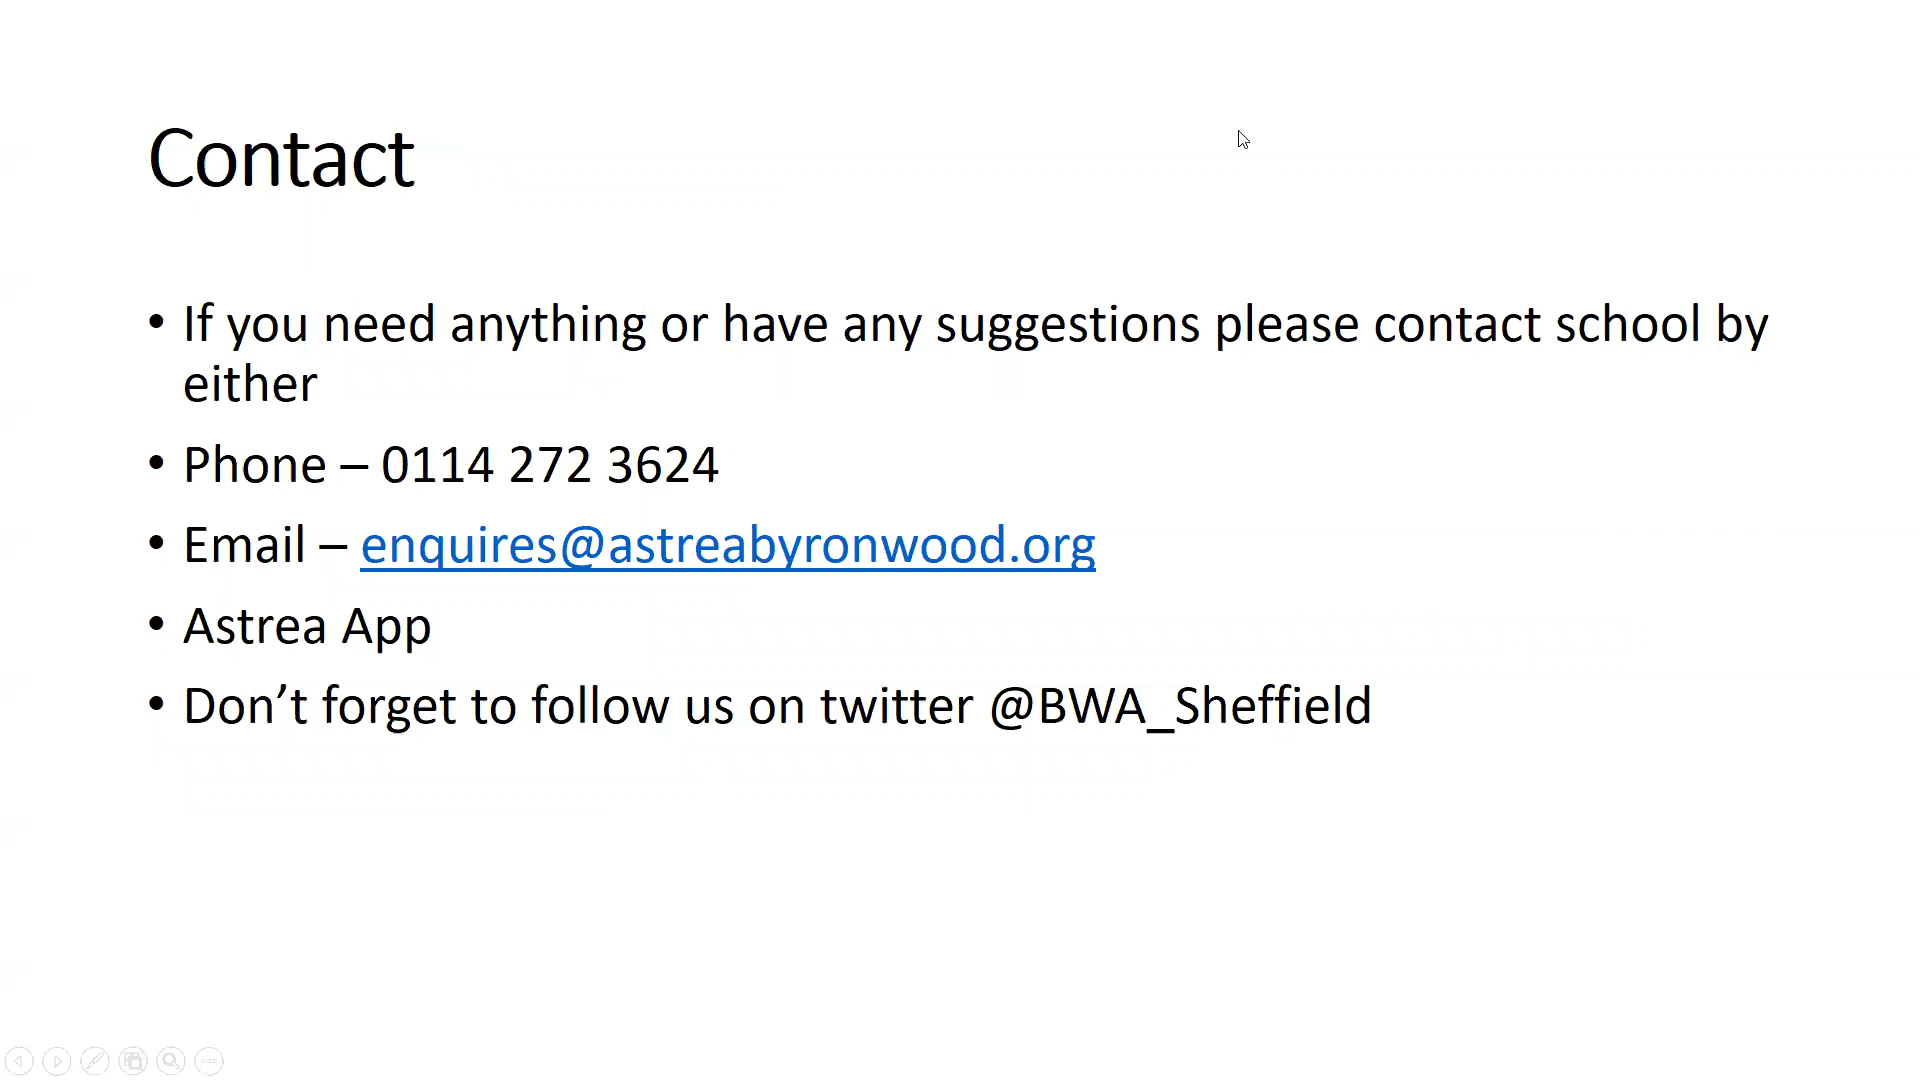 Contact
• If you need anything or have any suggestions please contact school by
either
• Phone – 0114 272 3624
• Email – enquires@astreabyronwood.org
• Astrea App
• Don’t forget to follow us on twitter @BWA_Sheffield